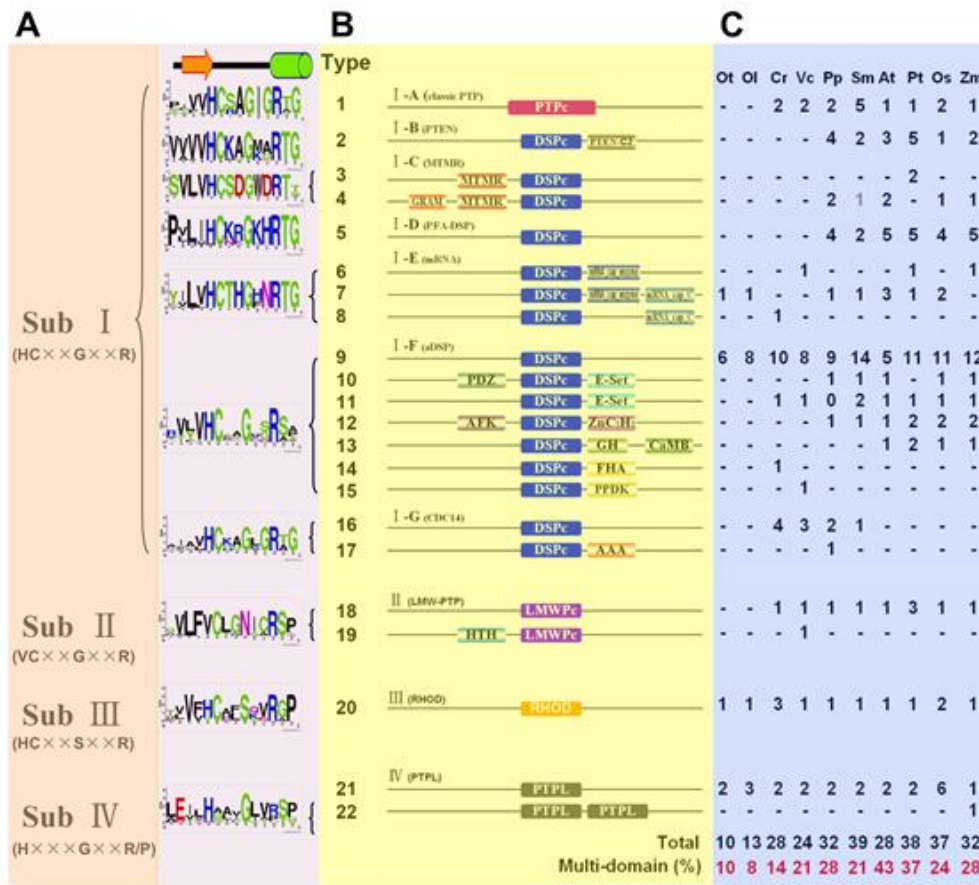 A B C
Type
Ot Ol Cr Vc Pp Sm At Pt Os Zm
I-A (classic PTP)
1 PTPc - - 2 2 2 5 1 1 2 1
I-B (PTEN)
2 DSPc PTEN C2 - - - - 4 2 3 5 1 2
I-C (MTMR)
3 MTMR DSPc - - - - - - - 2 - -
4 GRAM MTMR DSPc - - - - 2 1 2 - 1 1
I-D (PFA-DSP)
5 DSPc - - - - 4 2 5 5 4 5
I-E (mRNA)
6 DSPc - - - 1 - - - 1 - 1
7 DSPc mRNA_cap_C 1 1 - - 1 1 3 1 2 -
8 DSPc mRNA_cap_C - - 1 - - - - - - -
Sub I
(HC××G××R)
I-F (aDSP)
9 DSPc 6 8 10 8 9 14 5 11 11 12
10 PDZ DSPc E-Set - - - - 1 1 1 - 1 1
11 DSPc E-Set - - 1 1 0 2 1 1 1 1
12 AFK DSPc - - - - 1 1 1 2 2 2
13 DSPc GH CaMB - - - - - - 1 2 1 1
14 DSPc FHA - - 1 - - - - - - -
15 DSPc PPDK - - - 1 - - - - - -
I-G (CDC14)
16 DSPc - - 4 3 2 1 - - - -
17 DSPc AAA - - - - 1 - - - - -
II (LMW-PTP)
18 LMWPc - - 1 1 1 1 1 3 1 1
19 HTH LMWPc - - - 1 - - - - - -
Sub II
(VC××G××R)
III (RHOD)
20 RHOD 1 1 3 1 1 1 1 1 2 1
Sub III
(HC××S××R)
IV (PTPL)
21 PTPL 2 3 2 2 2 2 2 2 6 1
22 PTPL PTPL - - - - - - - - - 1
Sub IV
(H×××G××R/P)
Total 10 13 28 21 32 39 28 38 37 32
Multi-domain (%) 10 8 14 21 28 21 43 37 24 28